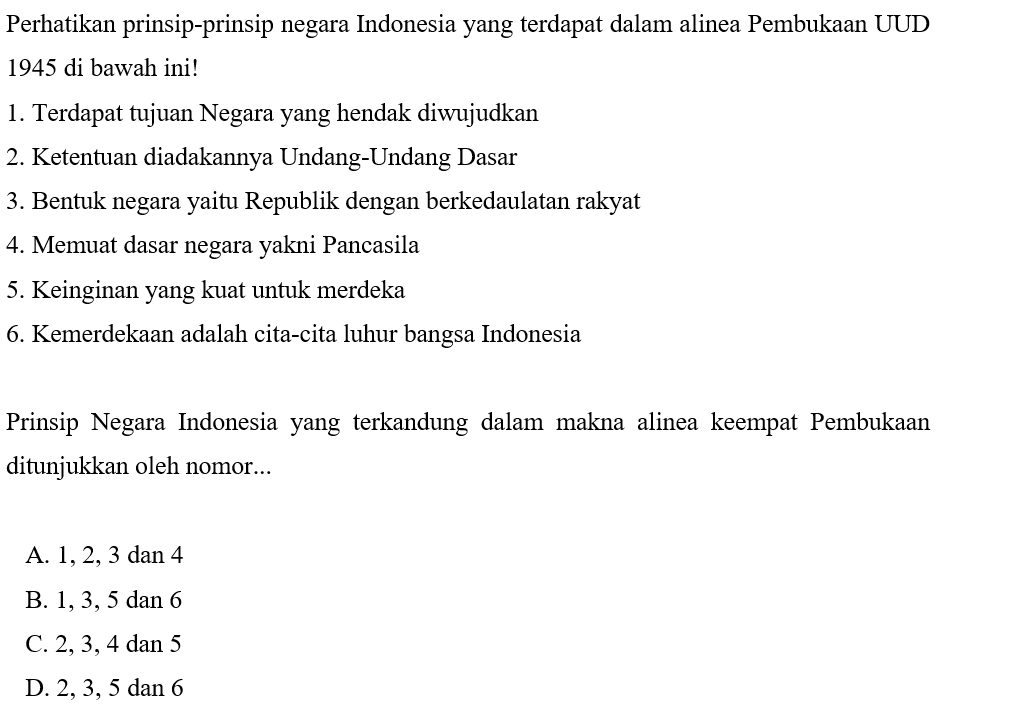 Perhatikan prinsip-prinsip negara Indonesia yang terdapat dalam alinea Pembukaan UUD
1945 di bawah ini!
1. Terdapat tujuan Negara yang hendak diwujudkan
2. Ketentuan diadakannya Undang-Undang Dasar
3. Bentuk negara yaitu Republik dengan berkedaulatan rakyat
4. Memuat dasar negara yakni Pancasila
5. Keinginan yang kuat untuk merdeka
6. Kemerdekaan adalah cita-cita luhur bangsa Indonesia
Prinsip Negara Indonesia yang terkandung dalam makna alinea keempat Pembukaan
ditunjukkan oleh nomor...
A. 1, 2, 3 dan 4
B. 1, 3, 5 dan 6
C. 2, 3, 4 dan 5
D. 2, 3, 5 dan 6